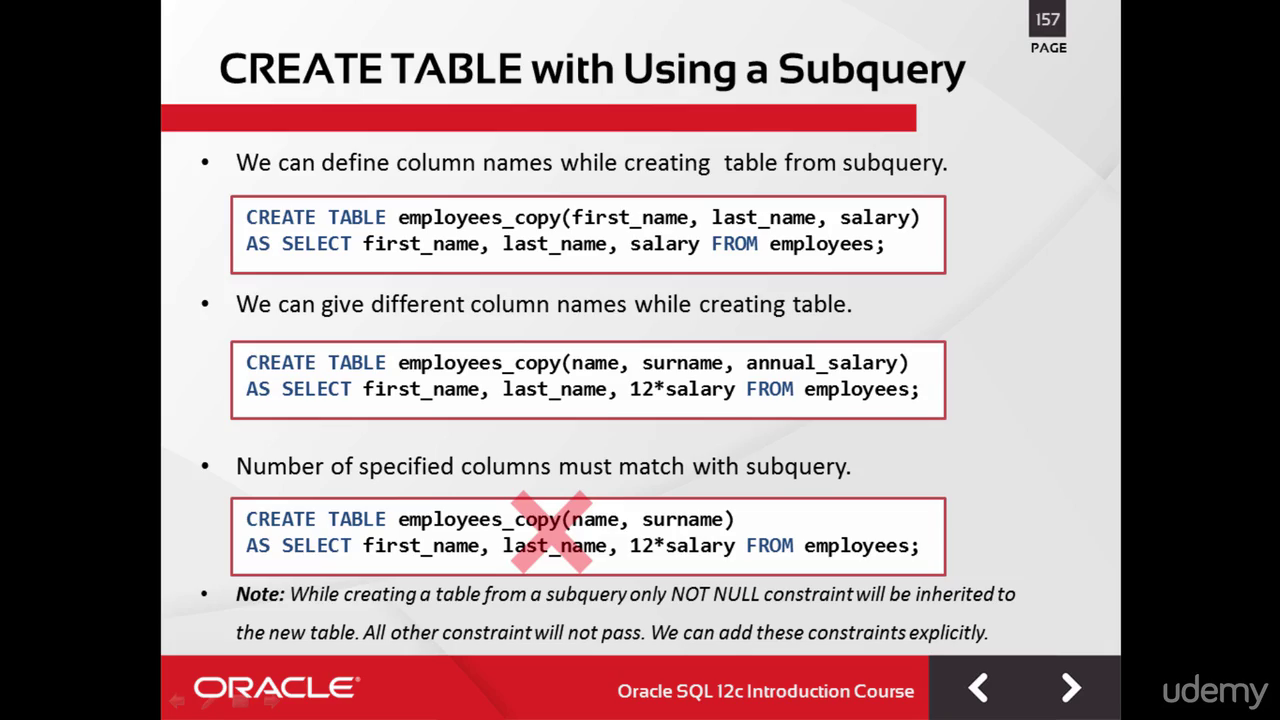 157
PAGE
CREATE TABLE with Using a Subquery
• We can define column names while creating table from subquery.
CREATE TABLE employees_copy(first_name, last_name, salary)
AS SELECT first_name, last_name, salary FROM employees;
• We can give different column names while creating table.
CREATE TABLE employees_copy(name, surname, annual_salary)
AS SELECT first_name, last_name, 12*salary FROM employees;
• Number of specified columns must match with subquery.
CREATE TABLE employees_copy(name, surname)
AS SELECT first_name, last_name, 12*salary FROM employees;
• Note: While creating a table from a subquery only NOT NULL constraint will be inherited to
the new table. All other constraint will not pass. We can add these constraints explicitly.
ORACLE®
Oracle SQL 12c Introduction Course
udemy